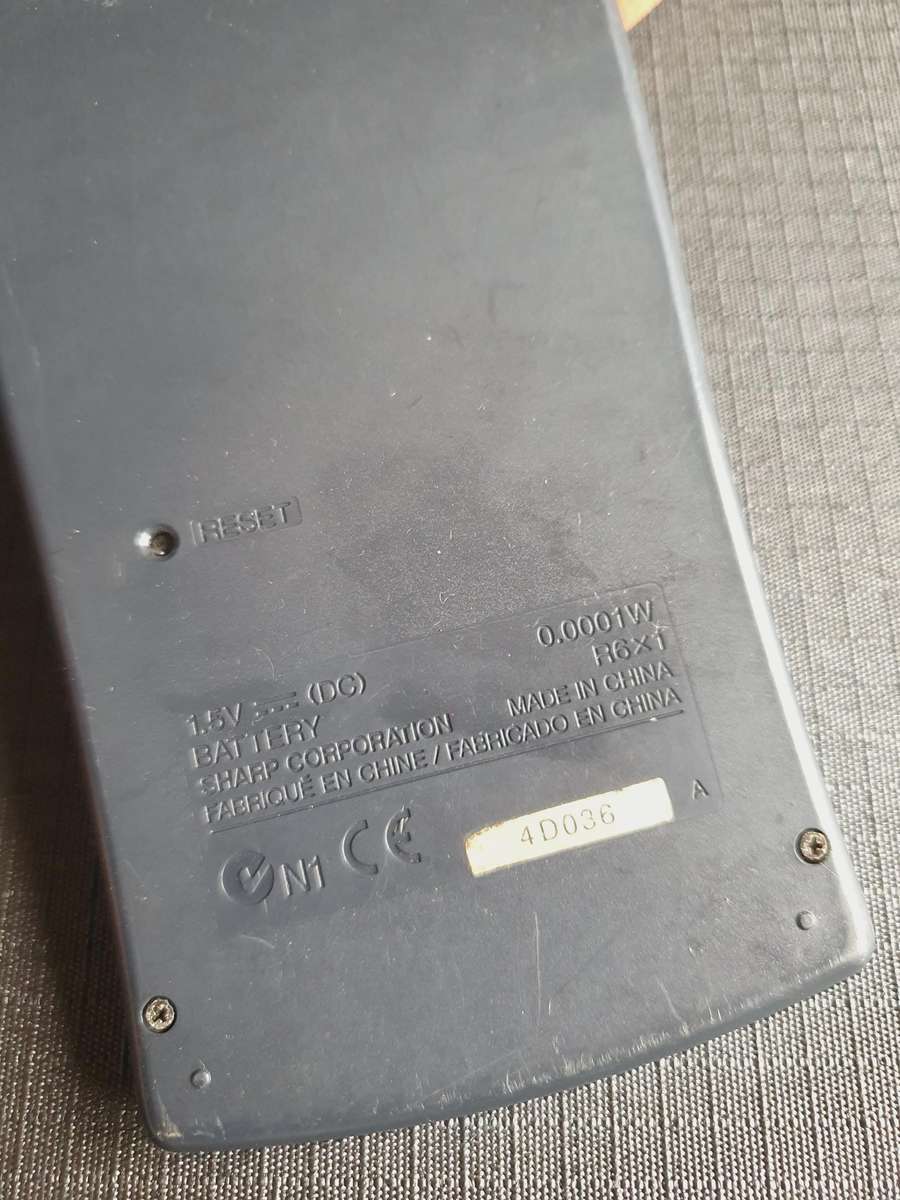 RESET
1.5V (DC) 0.0001W
BATTERY R6×1
SHARP CORPORATION MADE IN CHINA
FABRIQUÉ EN CHINE / FABRICADO EN CHINA
N1 CE 4D036 A